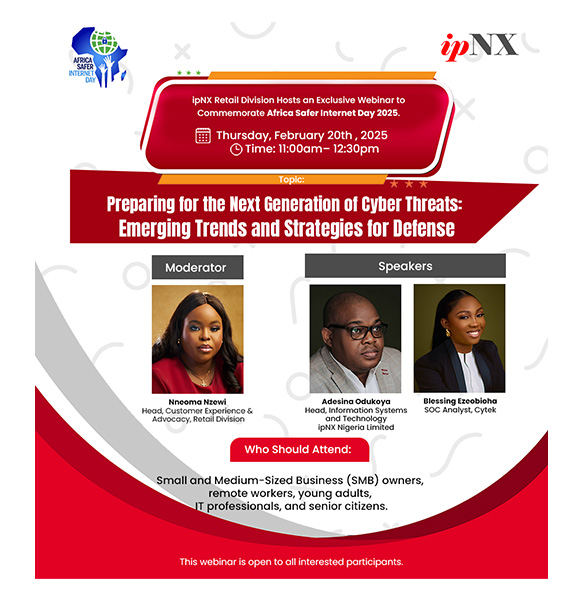 AFRICA
SAFER
INTERNET
DAY
ipNX
ipNX Retail Division Hosts an Exclusive Webinar to
Commemorate Africa Safer Internet Day 2025.
Thursday, February 20th , 2025
Time: 11:00am– 12:30pm
Topic:
Preparing for the Next Generation of Cyber Threats:
Emerging Trends and Strategies for Defense
Moderator
Speakers
Nneoma Nzewi
Head, Customer Experience &
Advocacy, Retail Division
Adesina Odukoya
Head, Information Systems
and Technology
ipNX Nigeria Limited
Blessing Ezeobioha
SOC Analyst, Cytek
Who Should Attend:
Small and Medium-Sized Business (SMB) owners,
remote workers, young adults,
IT professionals, and senior citizens.
This webinar is open to all interested participants.